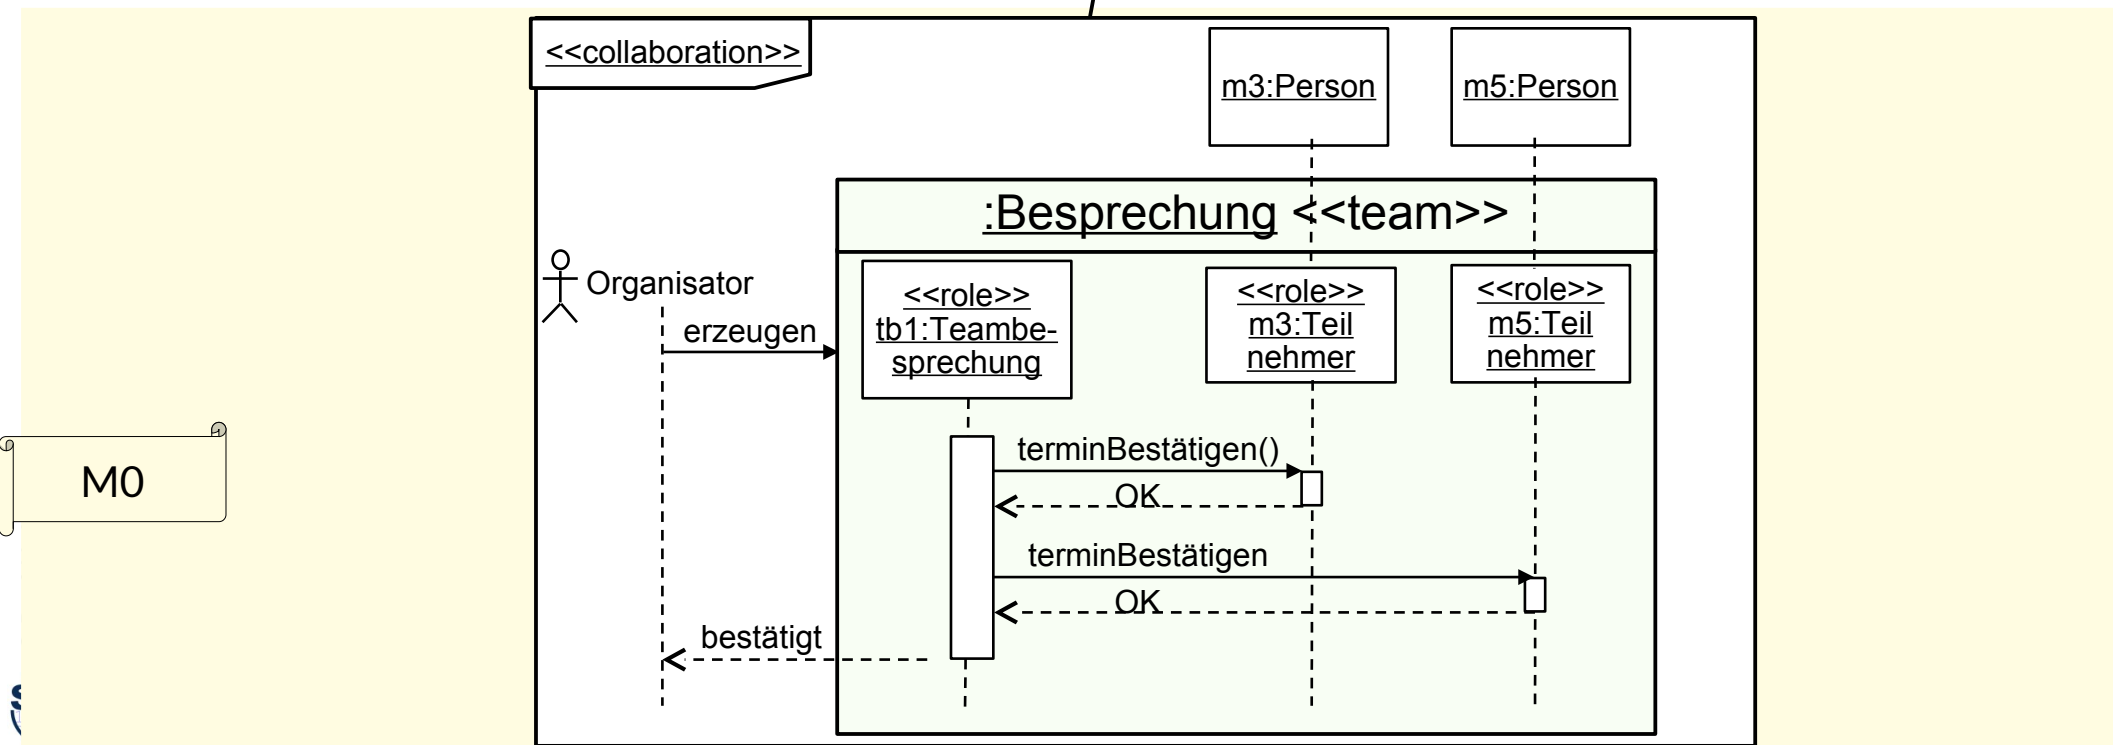 <<collaboration>>
m3:Person
m5:Person
:Besprechung <<team>>
Organisator
<<role>>
tb1:Teambe-
sprechung
<<role>>
m3:Teil
nehmer
<<role>>
m5:Teil
nehmer
erzeugen
terminBestätigen()
OK
M0
terminBestätigen
OK
bestätigt